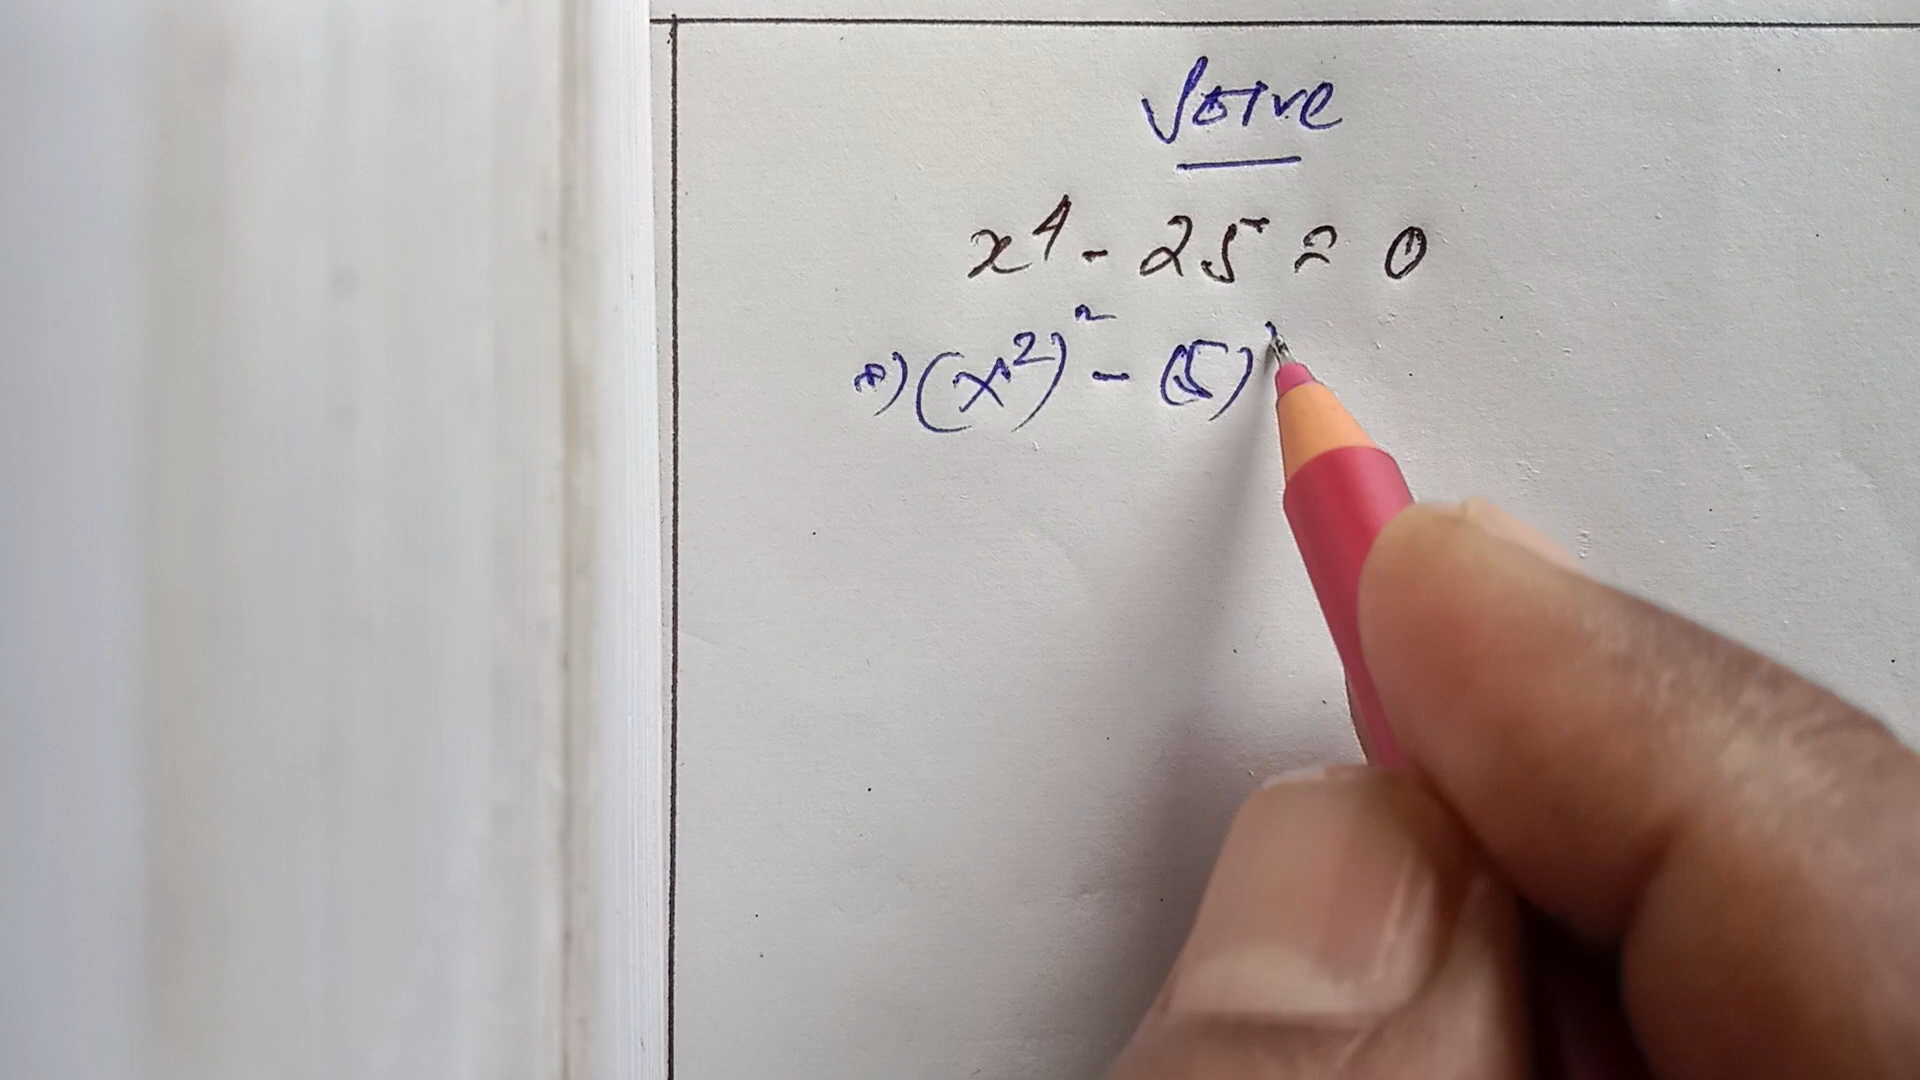 Solve
x⁴ - 25 = 0
⇒) (x²)² - (5)²